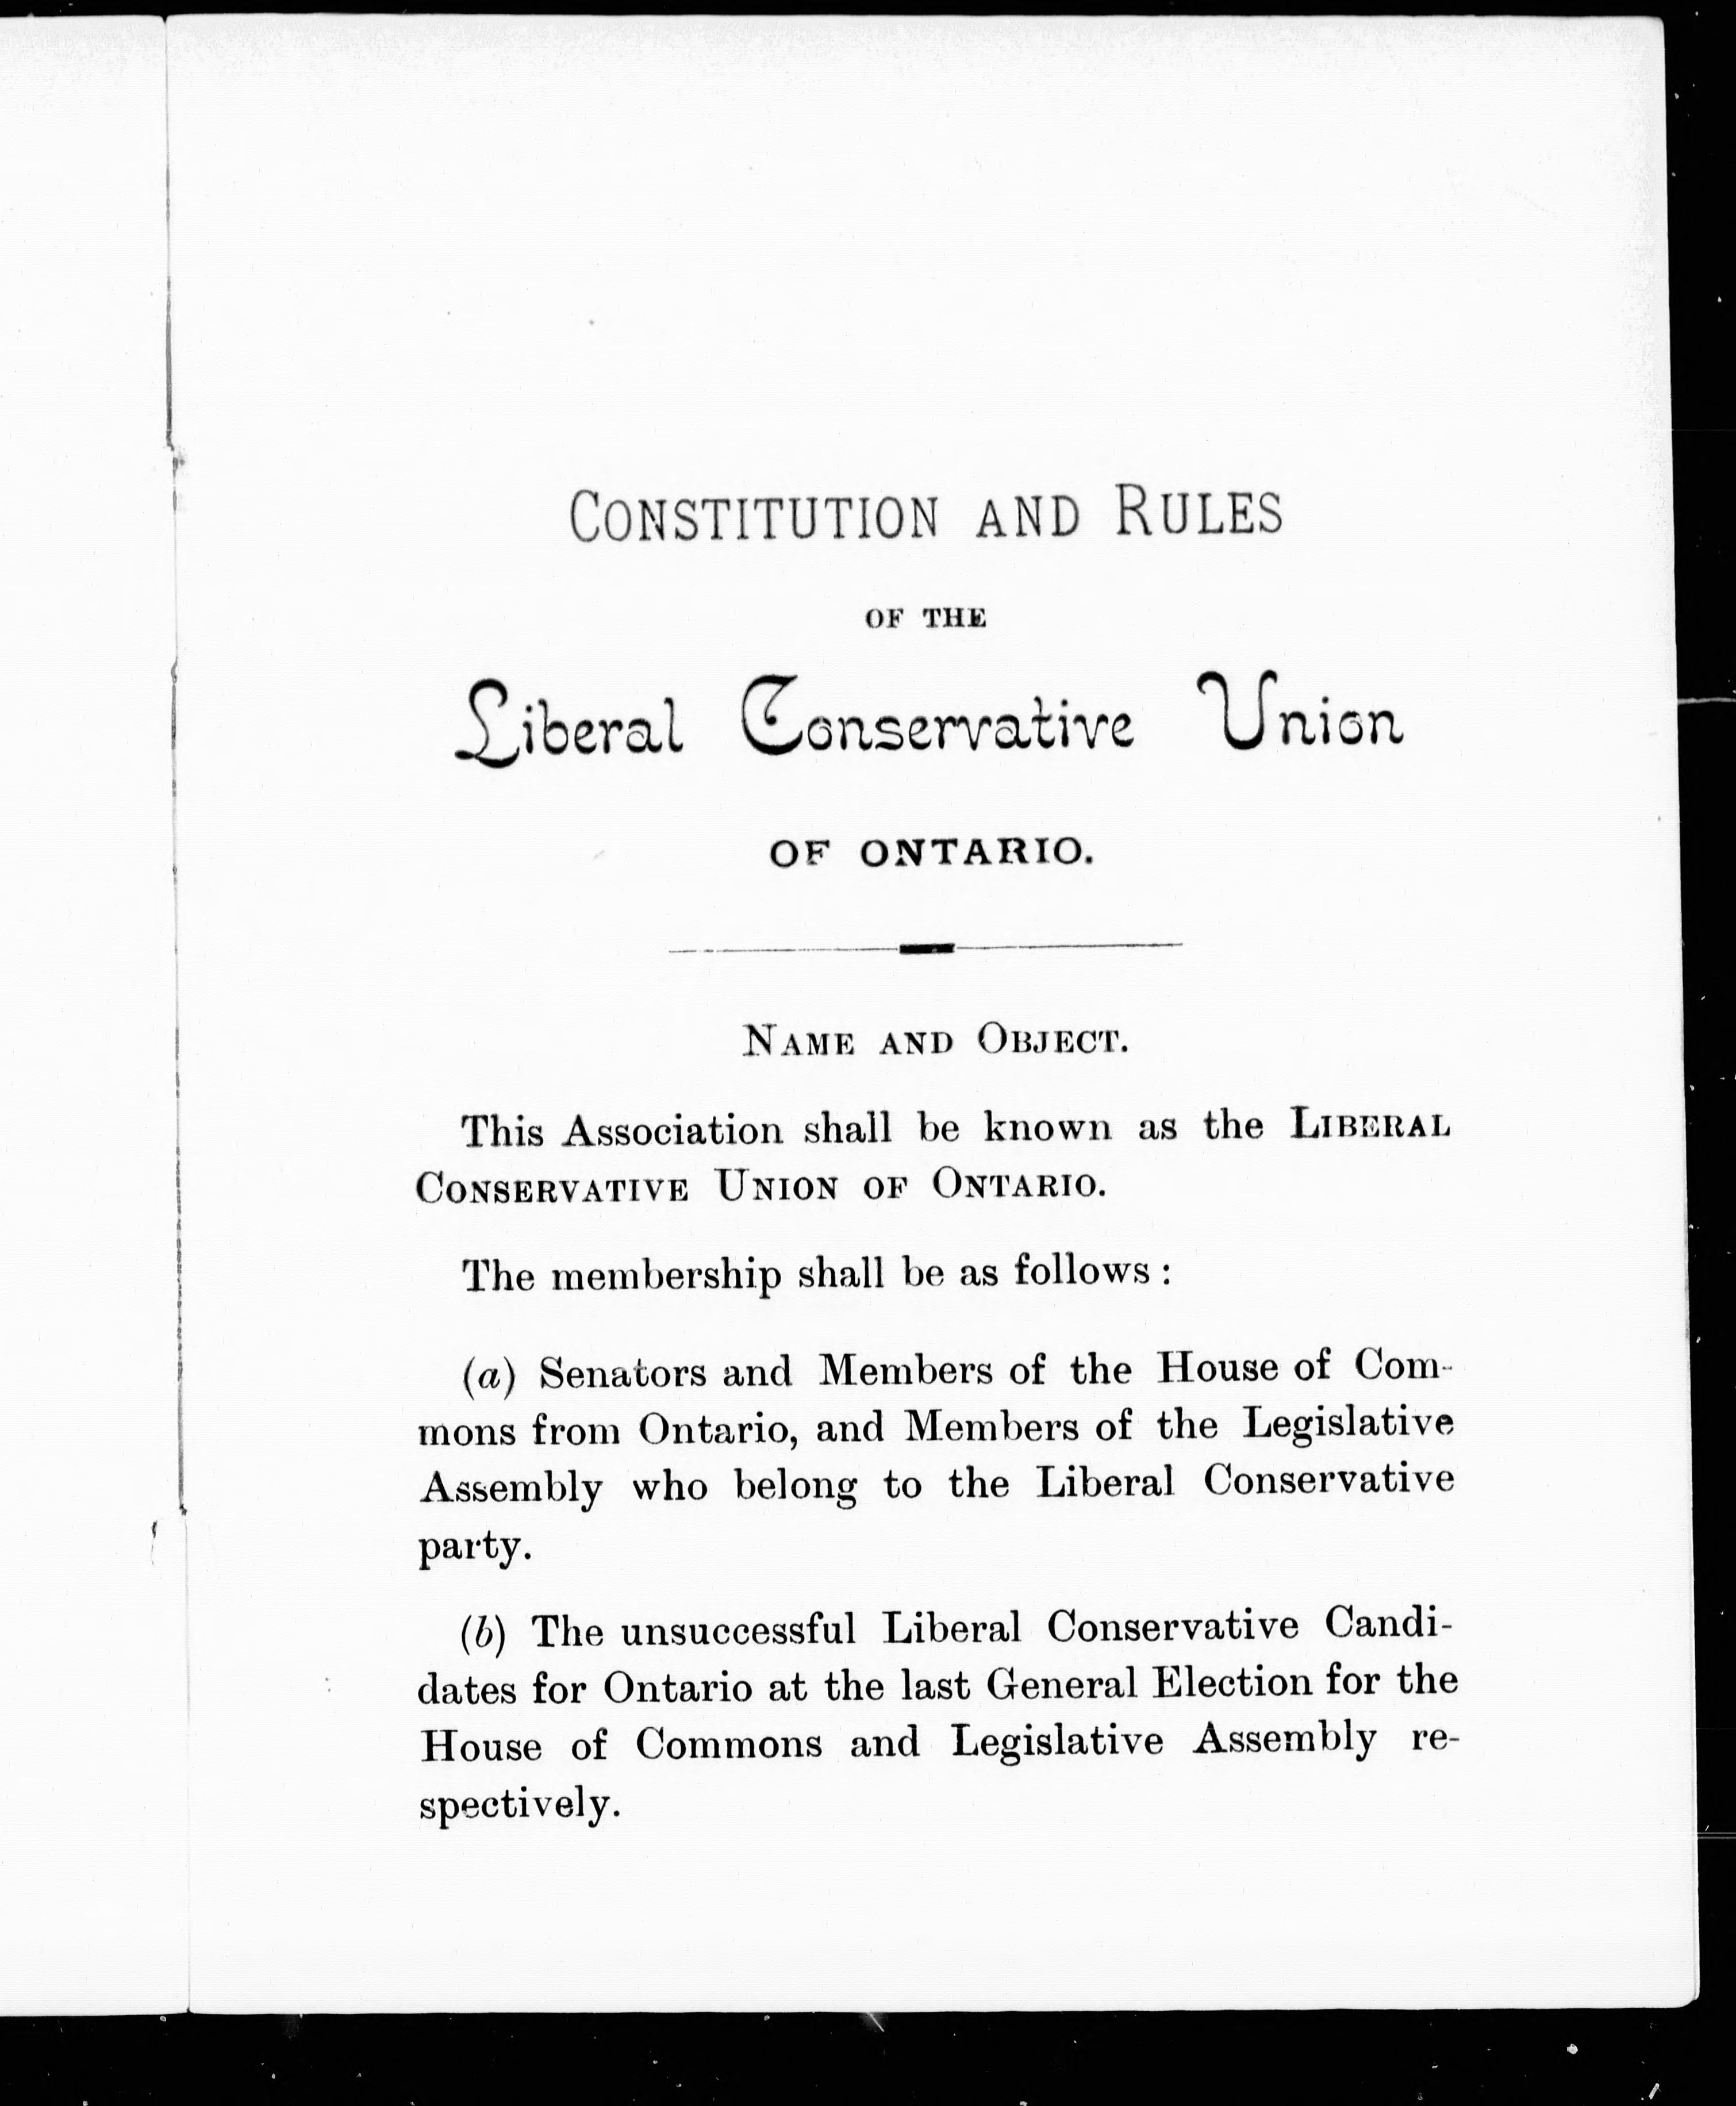 CONSTITUTION AND RULES
OF THE
Liberal Conservative Union
OF ONTARIO.
NAME AND OBJECT.
This Association shall be known as the LIBERAL
CONSERVATIVE UNION OF ONTARIO.
The membership shall be as follows :
(a) Senators and Members of the House of Com-
mons from Ontario, and Members of the Legislative
Assembly who belong to the Liberal Conservative
party.
(b) The unsuccessful Liberal Conservative Candi-
dates for Ontario at the last General Election for the
House of Commons and Legislative Assembly re-
spectively.